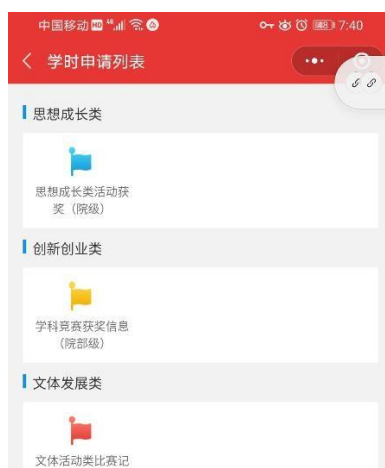 中国移动 HD 4G 48 7:40
学时申请列表
思想成长类
思想成长类活动获
奖（院级）
创新创业类
学科竞赛获奖信息
（院部级）
文体发展类
文体活动类比赛记